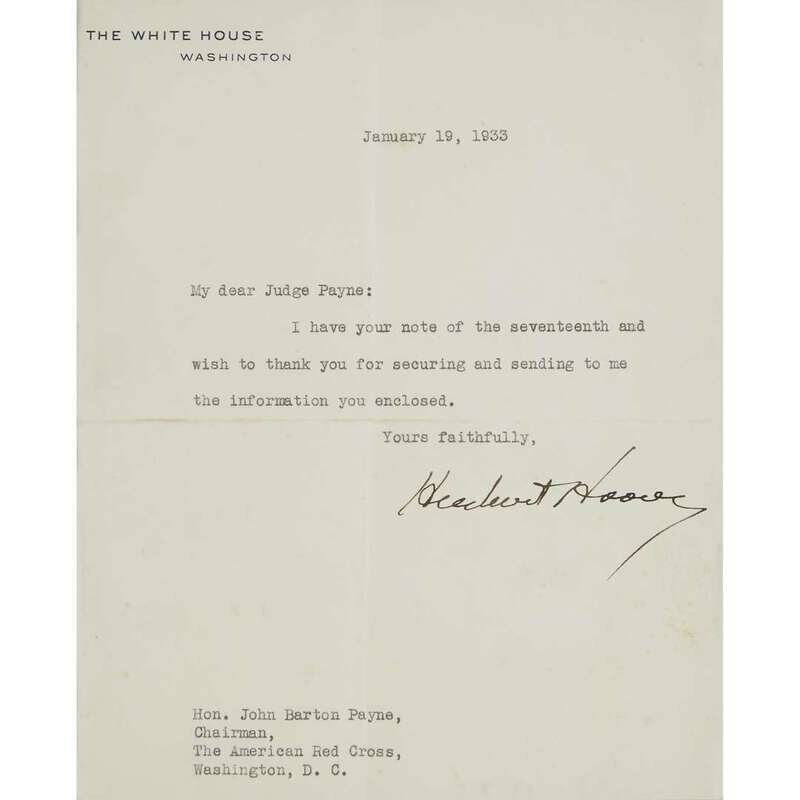 THE WHITE HOUSE
WASHINGTON
January 19, 1933
My dear Judge Payne:
I have your note of the seventeenth and
wish to thank you for securing and sending to me
the information you enclosed.
Yours faithfully,
Herbert Hoover
Hon. John Barton Payne,
Chairman,
The American Red Cross,
Washington, D. C.